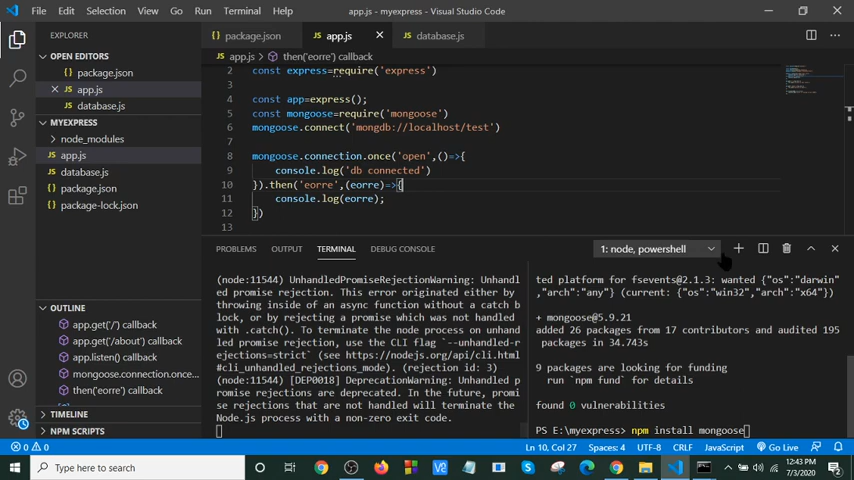 File Edit Selection View Go Run Terminal Help
app.js - myexpress - Visual Studio Code
EXPLORER
OPEN EDITORS
package.json
app.js
database.js
MYEXPRESS
node_modules
app.js
database.js
package.json
package-lock.json
OUTLINE
app.get('/') callback
app.get('/about') callback
app.listen() callback
mongoose.connection.once...
then('eorre') callback
TIMELINE
NPM SCRIPTS
package.json
app.js
database.js
app.js > then('eorre') callback
2 const express=require('express')
3
4 const app=express();
5 const mongoose=require('mongoose')
6 mongoose.connect('mongdb://localhost/test')
7
8 mongoose.connection.once('open',()=>{
9 console.log('db connected')
10 }).then('eorre',(eorre)=>{
11 console.log(eorre);
12 })
13
PROBLEMS OUTPUT TERMINAL DEBUG CONSOLE
1: node, powershell
(node:11544) UnhandledPromiseRejectionWarning: Unhandl
ed promise rejection. This error originated either by
throwing inside of an async function without a catch b
lock, or by rejecting a promise which was not handled
with .catch(). To terminate the node process on unhand
led promise rejection, use the CLI flag `--unhandled-r
ejections=strict` (see https://nodejs.org/api/cli.html
#cli_unhandled_rejections_mode). (rejection id: 3)
(node:11544) [DEP0018] DeprecationWarning: Unhandled p
romise rejections are deprecated. In the future, promi
se rejections that are not handled will terminate the
Node.js process with a non-zero exit code.
ted platform for fsevents@2.1.3: wanted {"os":"darwin"
,"arch":"any"} (current: {"os":"win32","arch":"x64"})
+ mongoose@5.9.21
added 26 packages from 17 contributors and audited 195
packages in 34.743s
9 packages are looking for funding
run `npm fund` for details
found 0 vulnerabilities
PS E:\myexpress> npm install mongoose
0 0
Ln 10, Col 27 Spaces: 4 UTF-8 CRLF JavaScript Go Live
Type here to search
12:43 PM
7/3/2020
2